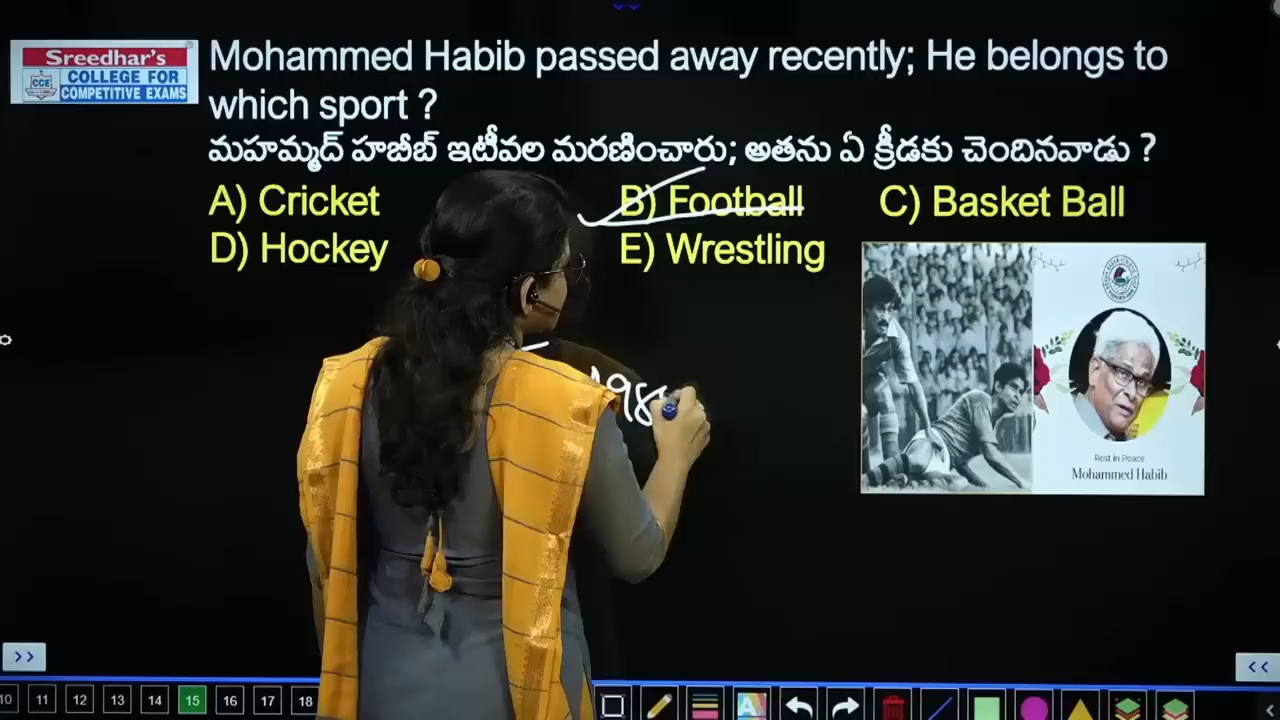 Sreedhar's
CCE
COLLEGE FOR
COMPETITIVE EXAMS
Mohammed Habib passed away recently; He belongs to
which sport ?
మహమ్మద్ హబీబ్ ఇటీవల మరణించారు; అతను ఏ క్రీడకు చెందినవాడు ?
A) Cricket B) Football C) Basket Ball
D) Hockey E) Wrestling
198
Rest in Peace
Mohammed Habib
>> <<
10 11 12 13 14 15 16 17 18
A